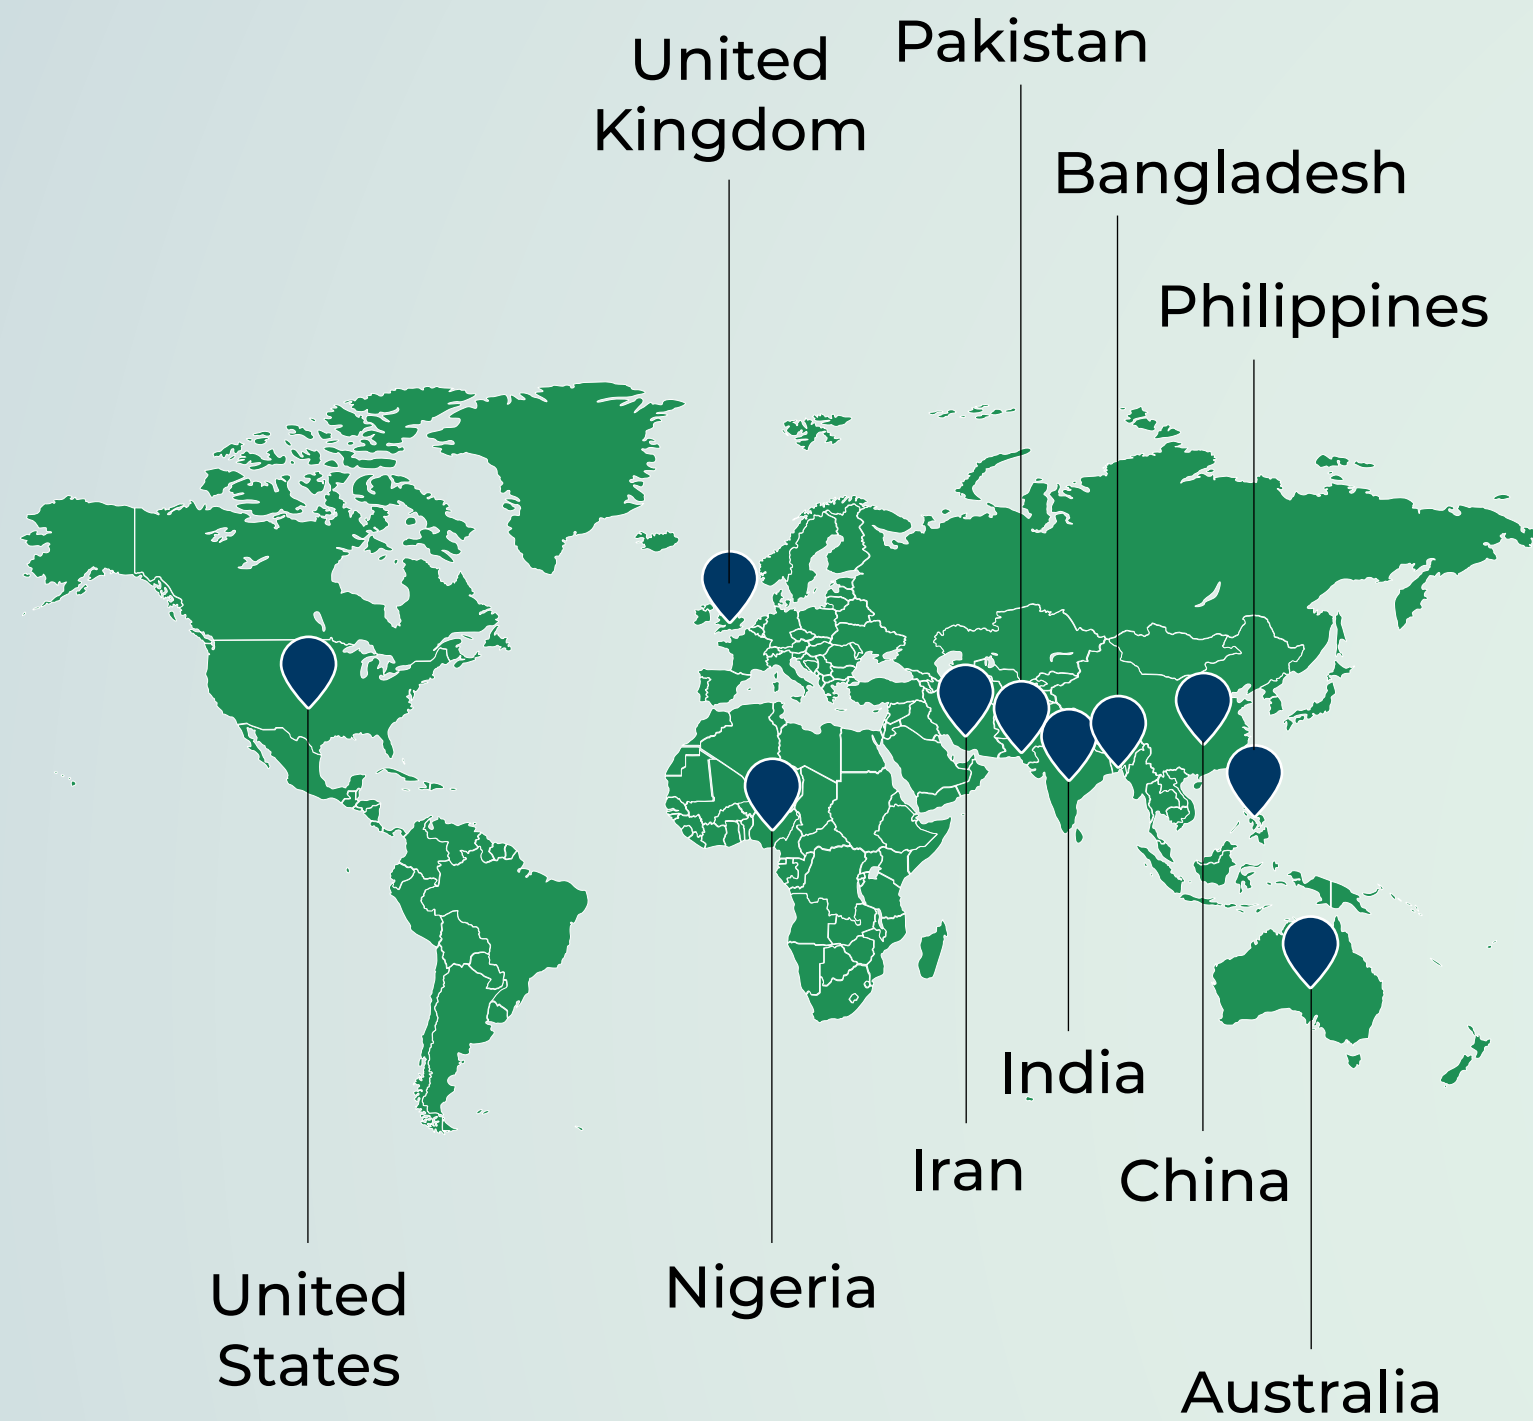 Pakistan
United
Kingdom
Bangladesh
Philippines
India
Iran
China
United
States
Nigeria
Australia